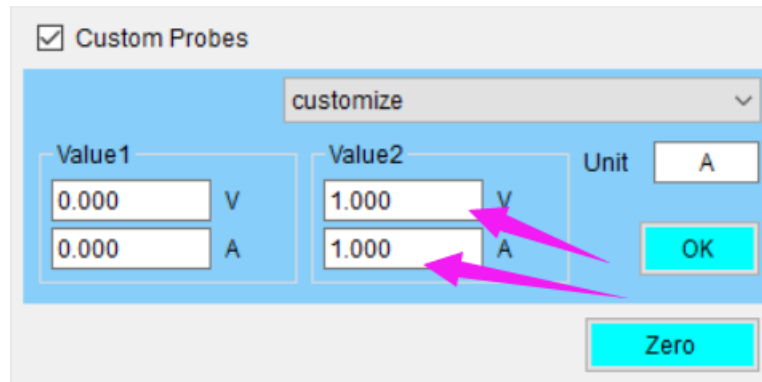 Custom Probes
customize
Value1 Value2 Unit A
0.000 V 1.000 V
0.000 A 1.000 A OK
Zero